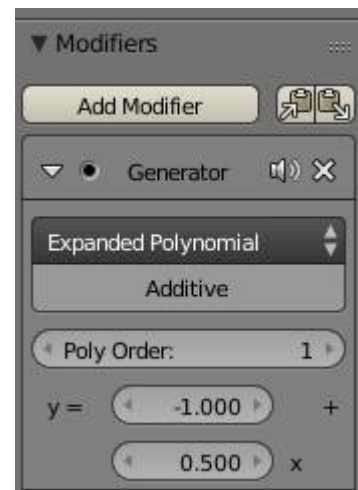 Modifiers
Add Modifier
Generator
Expanded Polynomial
Additive
Poly Order: 1
y = -1.000 +
0.500 x